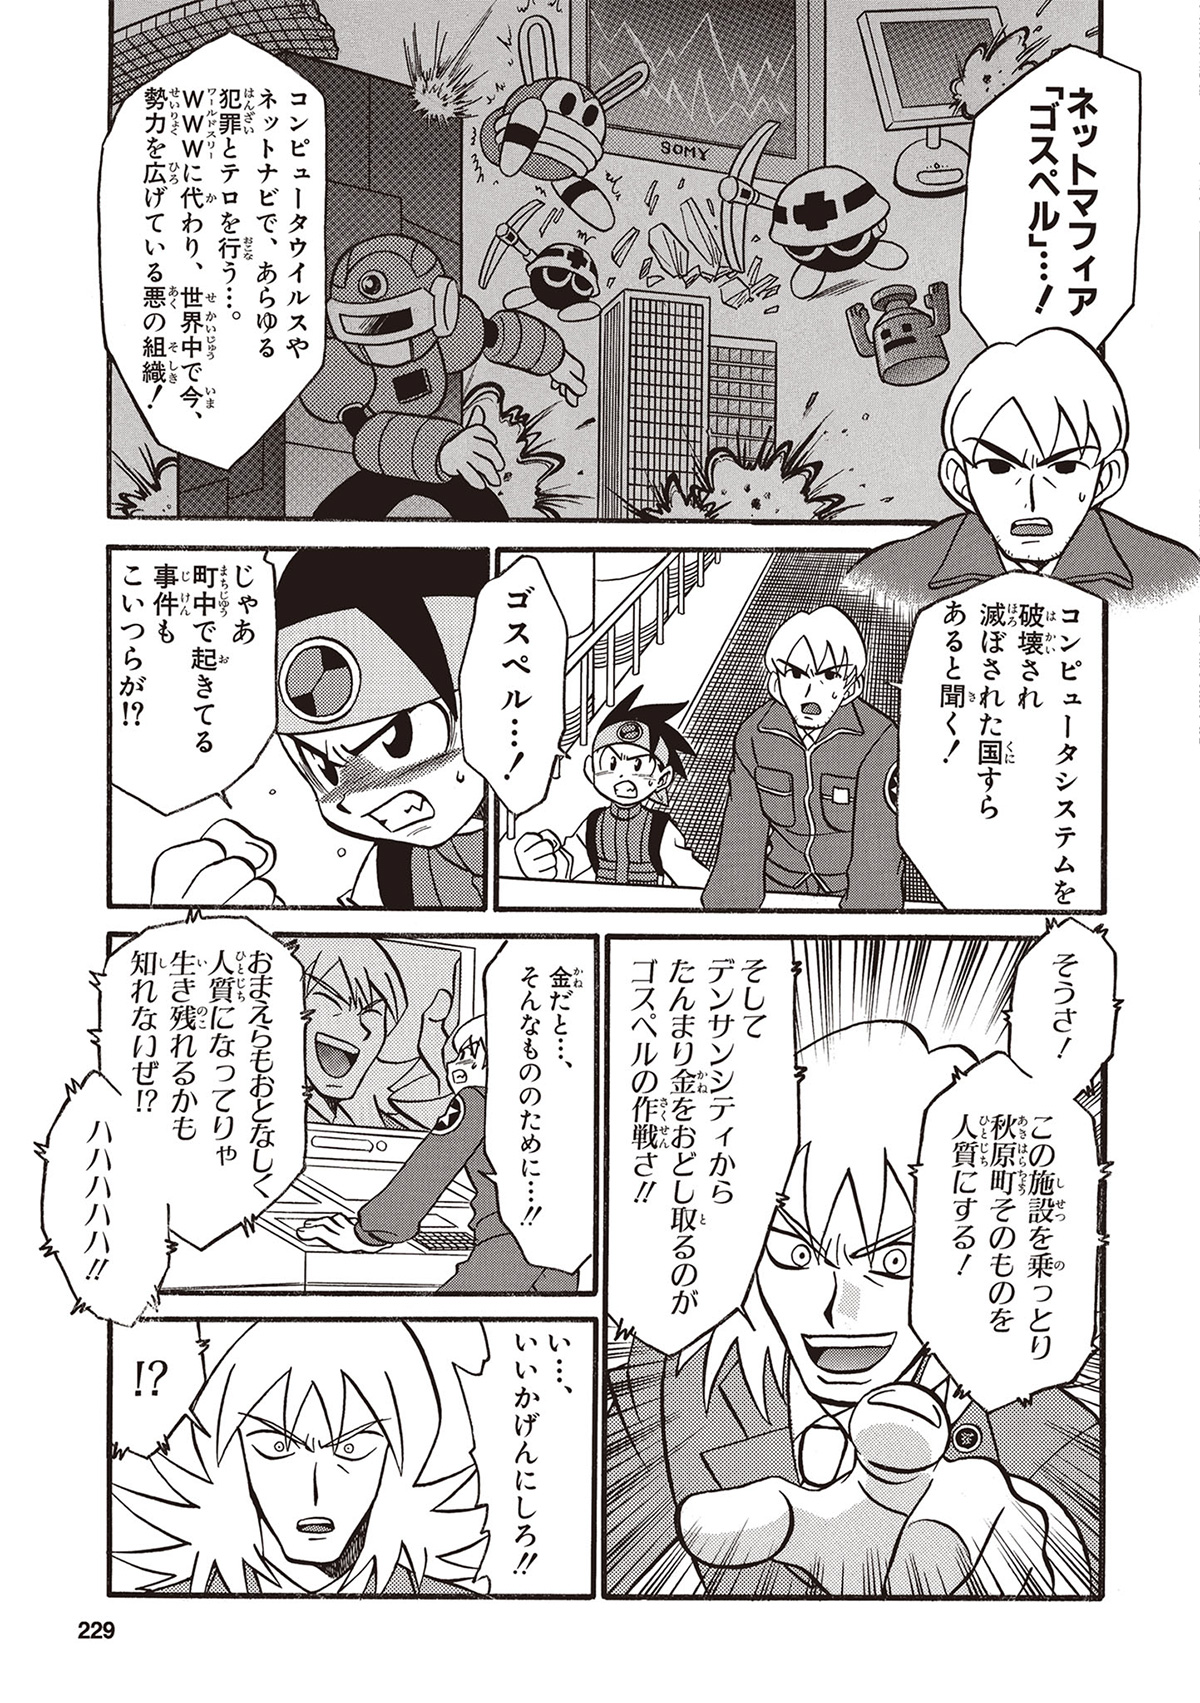 ネットマフィア
「ゴスペル」…！
コンピュータウイルスや
ネットナビで、あらゆる
犯罪とテロを行う…。
WWWに代わり、世界中で今、
勢力を広げている悪の組織！
SOMY
コンピュータシステムを
破壊され
滅ぼされた国すら
あると聞く！
ゴスペル…！
じゃあ
町中で起きてる
事件も
こいつらが!?
そうさ！
この施設を乗っとり
秋原町そのものを
人質にする！
そして
デンサンシティから
たんまり金をおどし取るのが
ゴスペルの作戦さ!!
金だと…、
そんなもののために…!!
おまえらもおとなしく
人質になってりゃ
生き残れるかも
知れないぜ!?
ハハハハハ!!
い…、
いいかげんにしろ!!
!?
229